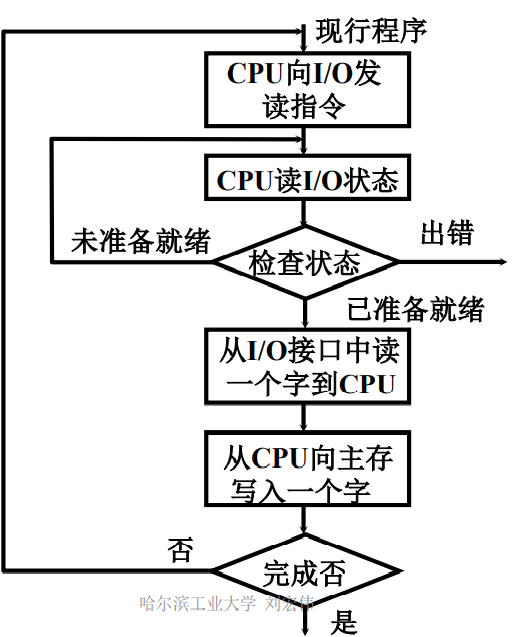 现行程序
CPU向I/O发
读指令
CPU读I/O状态
未准备就绪
检查状态
出错
已准备就绪
从I/O接口中读
一个字到CPU
从CPU向主存
写入一个字
否
完成否
哈尔滨工业大学 刘宏伟
是